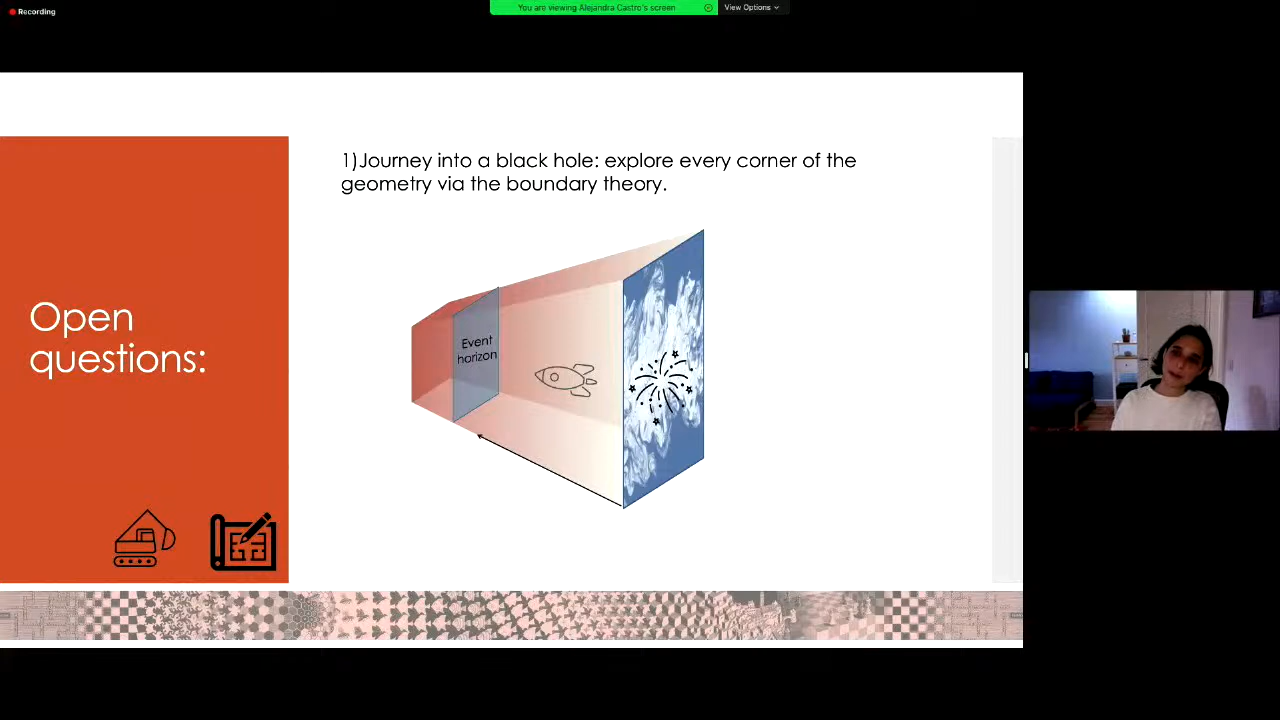 Recording
You are viewing Alejandra Castro's screen
View Options
1)Journey into a black hole: explore every corner of the
geometry via the boundary theory.
Event
horizon
Open
questions: